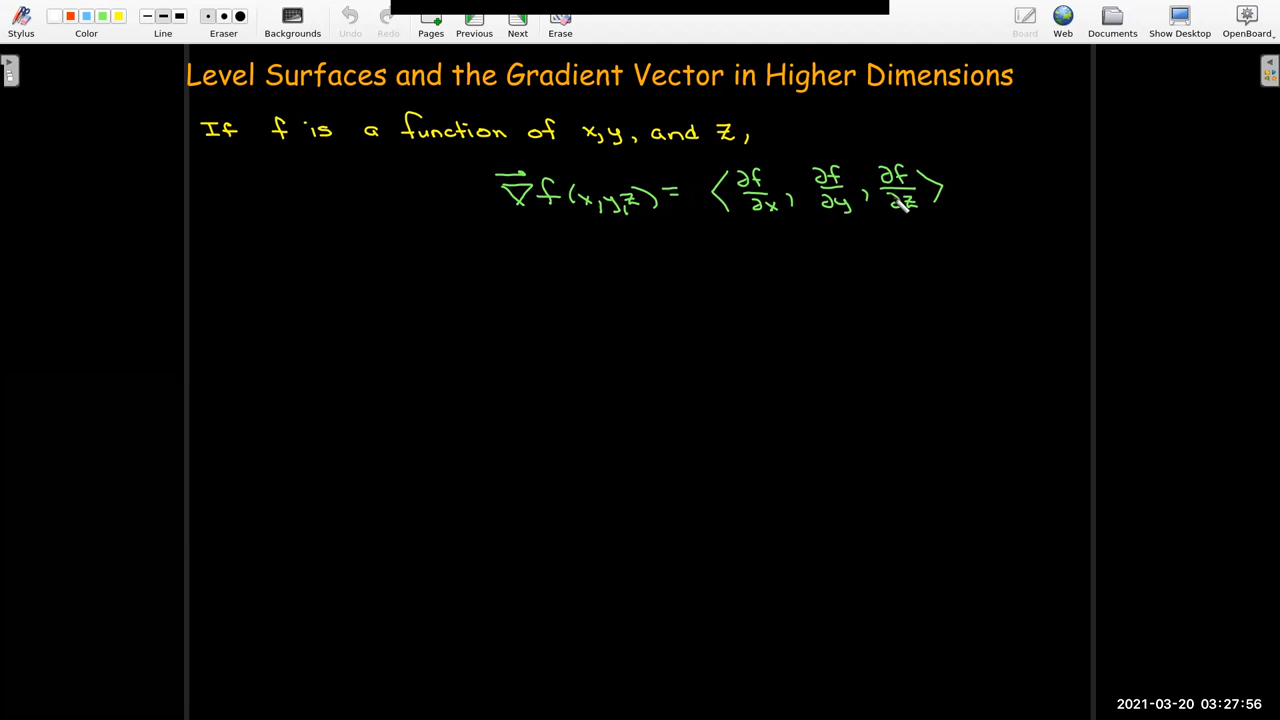 Stylus Color Line Eraser Backgrounds Undo Redo Pages Previous Next Erase Board Web Documents Show Desktop OpenBoard
Level Surfaces and the Gradient Vector in Higher Dimensions
If f is a function of x, y, and z,
∇⃗f(x,y,z) = ⟨∂f/∂x, ∂f/∂y, ∂f/∂z⟩
2021-03-20 03:27:56